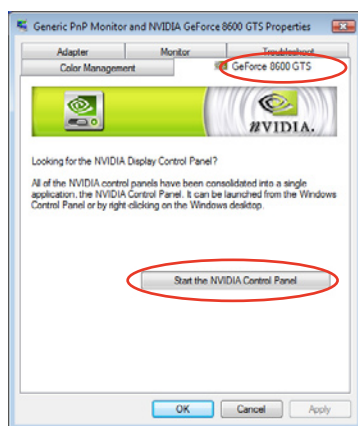 Generic PnP Monitor and NVIDIA GeForce 8600 GTS Properties
Adapter Monitor Troubleshoot
Color Management GeForce 8600 GTS
NVIDIA.
Looking for the NVIDIA Display Control Panel?
All of the NVIDIA control panels have been consolidated into a single
application, the NVIDIA Control Panel. It can be launched from the Windows
Control Panel or by right clicking on the Windows desktop.
Start the NVIDIA Control Panel
OK Cancel Apply